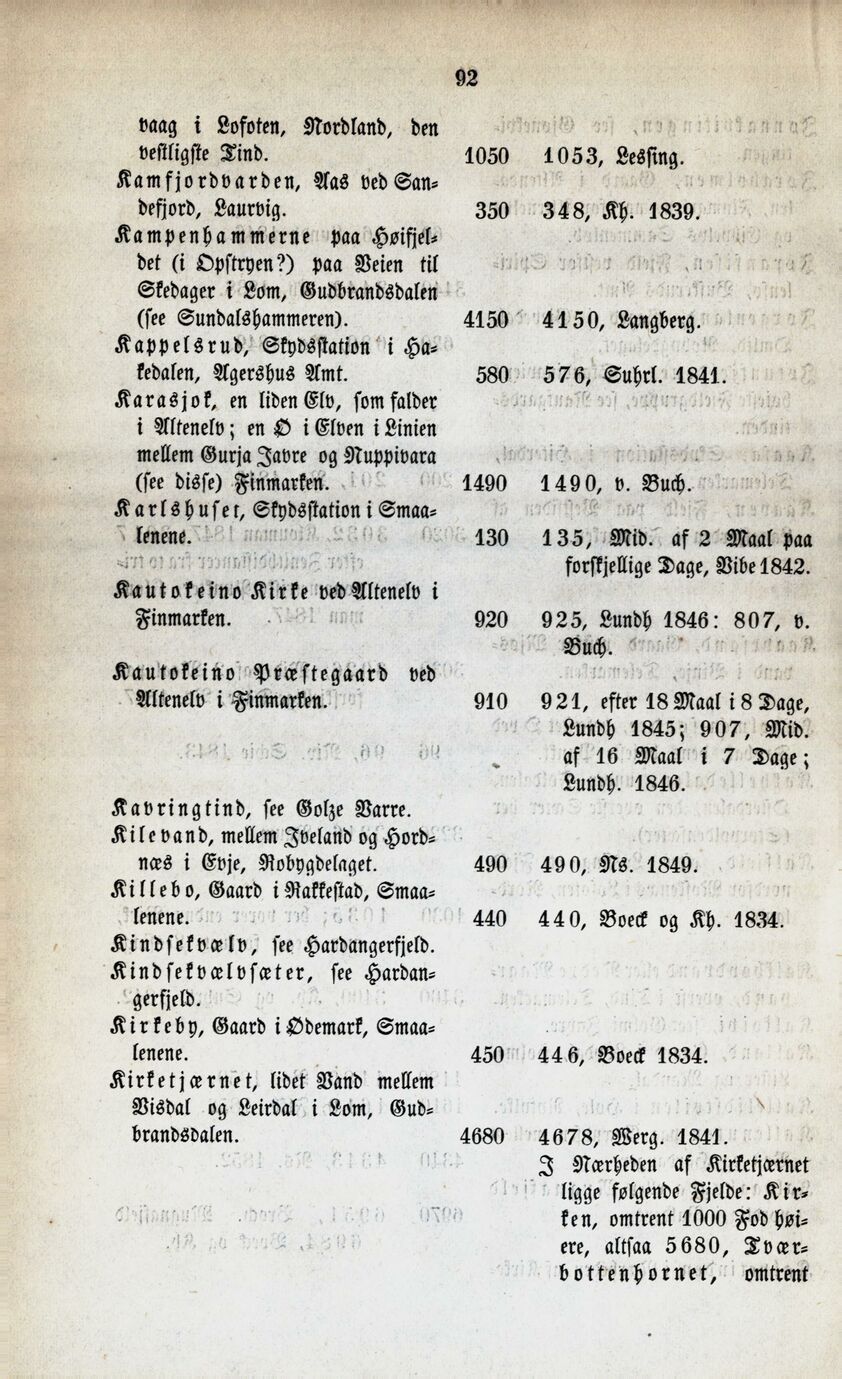 92
vaag i Lofoten, Nordland, den
vestligste Tind. 1050 1053, Lessing.
Kamfjordvarden, Aas ved San-
defjord, Laurvig. 350 348, Kh. 1839.
Kampenhammerne paa Høifjel-
det (i Opstryen?) paa Veien til
Skedager i Lom, Gudbrandsdalen
(see Sundalshammeren). 4150 4150, Langberg.
Kappelsrud, Skydsstation i Ha-
kedalen, Agershus Amt. 580 576, Suhrl. 1841.
Karasjok, en liden Elv, som falder
i Altenelv; en Ø i Elven i Linien
mellem Gurja Javre og Nuppivara
(see disse) Finmarken. 1490 1490, v. Buch.
Karlshuset, Skydsstation i Smaa-
lenene. 130 135, Mid. af 2 Maal paa
forskjellige Dage, Vibe 1842.
Kautokeino Kirke ved Altenelv i
Finmarken. 920 925, Lundh 1846: 807, v.
Buch.
Kautokeino Præstegaard ved
Altenelv i Finmarken. 910 921, efter 18 Maal i 8 Dage,
Lundh 1845; 907, Mid.
af 16 Maal i 7 Dage;
Lundh. 1846.
Kavringtind, see Golze Varre.
Kilevand, mellem Iveland og Hord-
næs i Evje, Robygdelaget. 490 490, Ns. 1849.
Killebo, Gaard i Rakkestad, Smaa-
lenene. 440 440, Boeck og Kh. 1834.
Kindsekvælv, see Hardangerfjeld.
Kindsekvælvsæter, see Hardan-
gerfjeld.
Kirkeby, Gaard i Ødemark, Smaa-
lenene. 450 446, Boeck 1834.
Kirketjærnet, lidet Vand mellem
Visdal og Leirdal i Lom, Gud-
brandsdalen. 4680 4678, Werg. 1841.
I Nærheden af Kirketjærnet
ligge følgende Fjelde: Kir-
ken, omtrent 1000 Fod høi-
ere, altsaa 5680, Tvær-
bottenhornet, omtrent